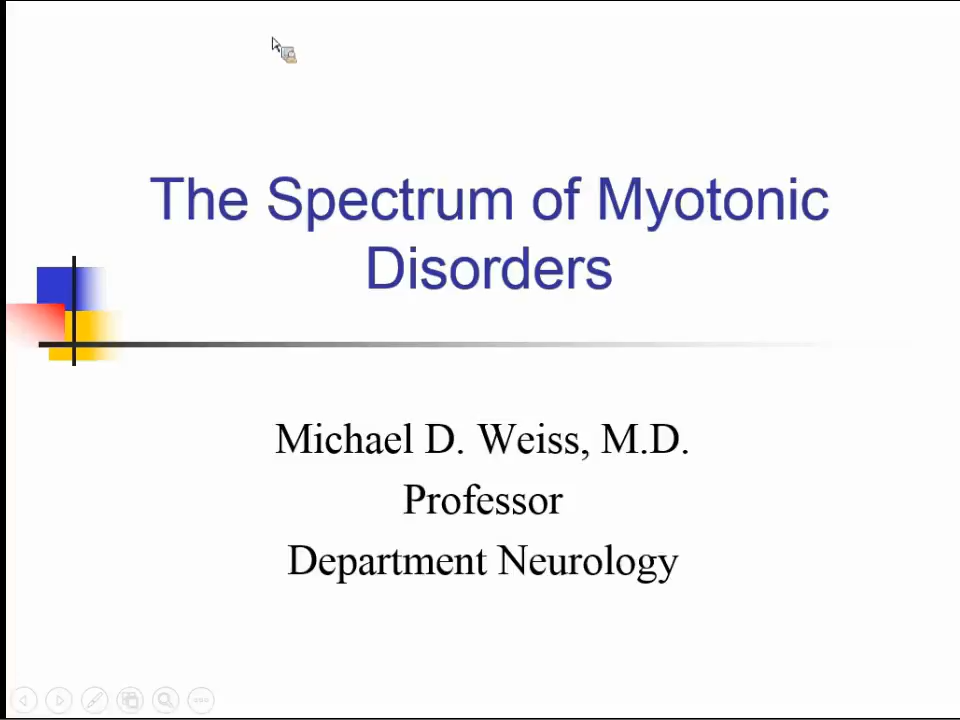 The Spectrum of Myotonic
Disorders
Michael D. Weiss, M.D.
Professor
Department Neurology